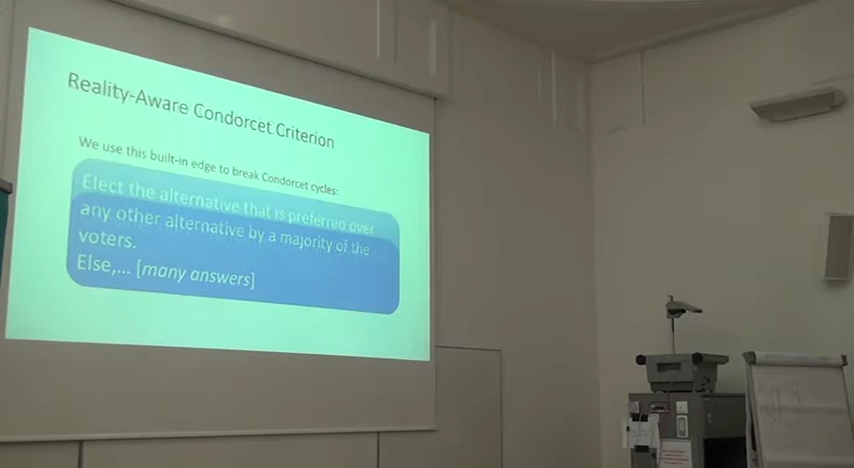 Reality-Aware Condorcet Criterion
We use this built-in edge to break Condorcet cycles:
Elect the alternative that is preferred over
any other alternative by a majority of the
voters.
Else,... [many answers]